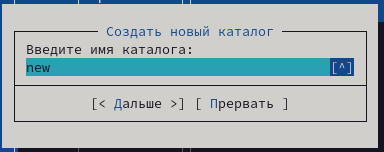 Создать новый каталог
Введите имя каталога:
new [^]
[< Дальше >] [ Прервать ]